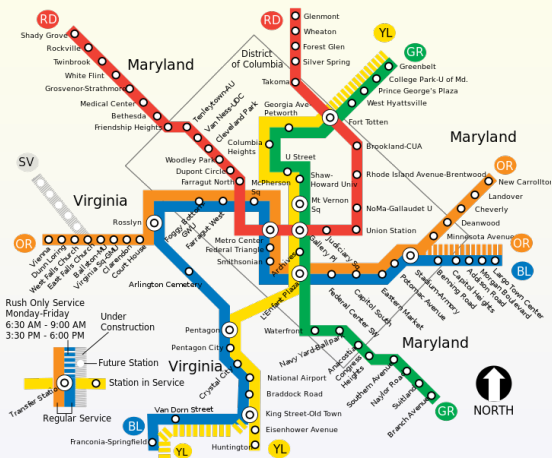 RD
Shady Grove
Rockville
Twinbrook
White Flint
Grosvenor-Strathmore
Medical Center
Bethesda
Friendship Heights
Tenleytown-AU
Van Ness-UDC
Cleveland Park
Woodley Park
Dupont Circle
Farragut North
Maryland
District
of Columbia
RD
Glenmont
Wheaton
Forest Glen
Silver Spring
Takoma
YL
GR
Greenbelt
College Park-U of Md.
Prince George's Plaza
West Hyattsville
Fort Totten
Georgia Ave
Petworth
Columbia
Heights
U Street
Shaw-
Howard Univ
Mt Vernon
Sq
Brookland-CUA
Rhode Island Avenue-Brentwood
NoMa-Gallaudet U
Union Station
Judiciary Sq
Gallery Pl
Maryland
OR
New Carrollton
Landover
Cheverly
Deanwood
Minnesota Avenue
OR
BL
Largo Town Center
Morgan Boulevard
Addison Road
Capitol Heights
Benning Road
Stadium-Armory
Potomac Avenue
Eastern Market
Capitol South
Federal Center SW
L'Enfant Plaza
Archives
McPherson
Sq
Metro Center
Federal Triangle
Smithsonian
Farragut West
Foggy Bottom
GWU
Rosslyn
SV
Virginia
OR
Vienna
Dunn Loring
West Falls Church
East Falls Church
Ballston-MU
Virginia Sq-GMU
Clarendon
Court House
Arlington Cemetery
Pentagon
Pentagon City
Virginia
Crystal City
National Airport
Braddock Road
King Street-Old Town
Eisenhower Avenue
Huntington
YL
YL
Van Dorn Street
Franconia-Springfield
BL
Waterfront
Navy Yard-Ballpark
Anacostia
Congress
Heights
Southern Avenue
Naylor Road
Suitland
Branch Avenue
GR
Maryland
NORTH
Rush Only Service
Monday-Friday
6:30 AM - 9:00 AM
3:30 PM - 6:00 PM
Under
Construction
Future Station
Station in Service
Transfer Station
Regular Service